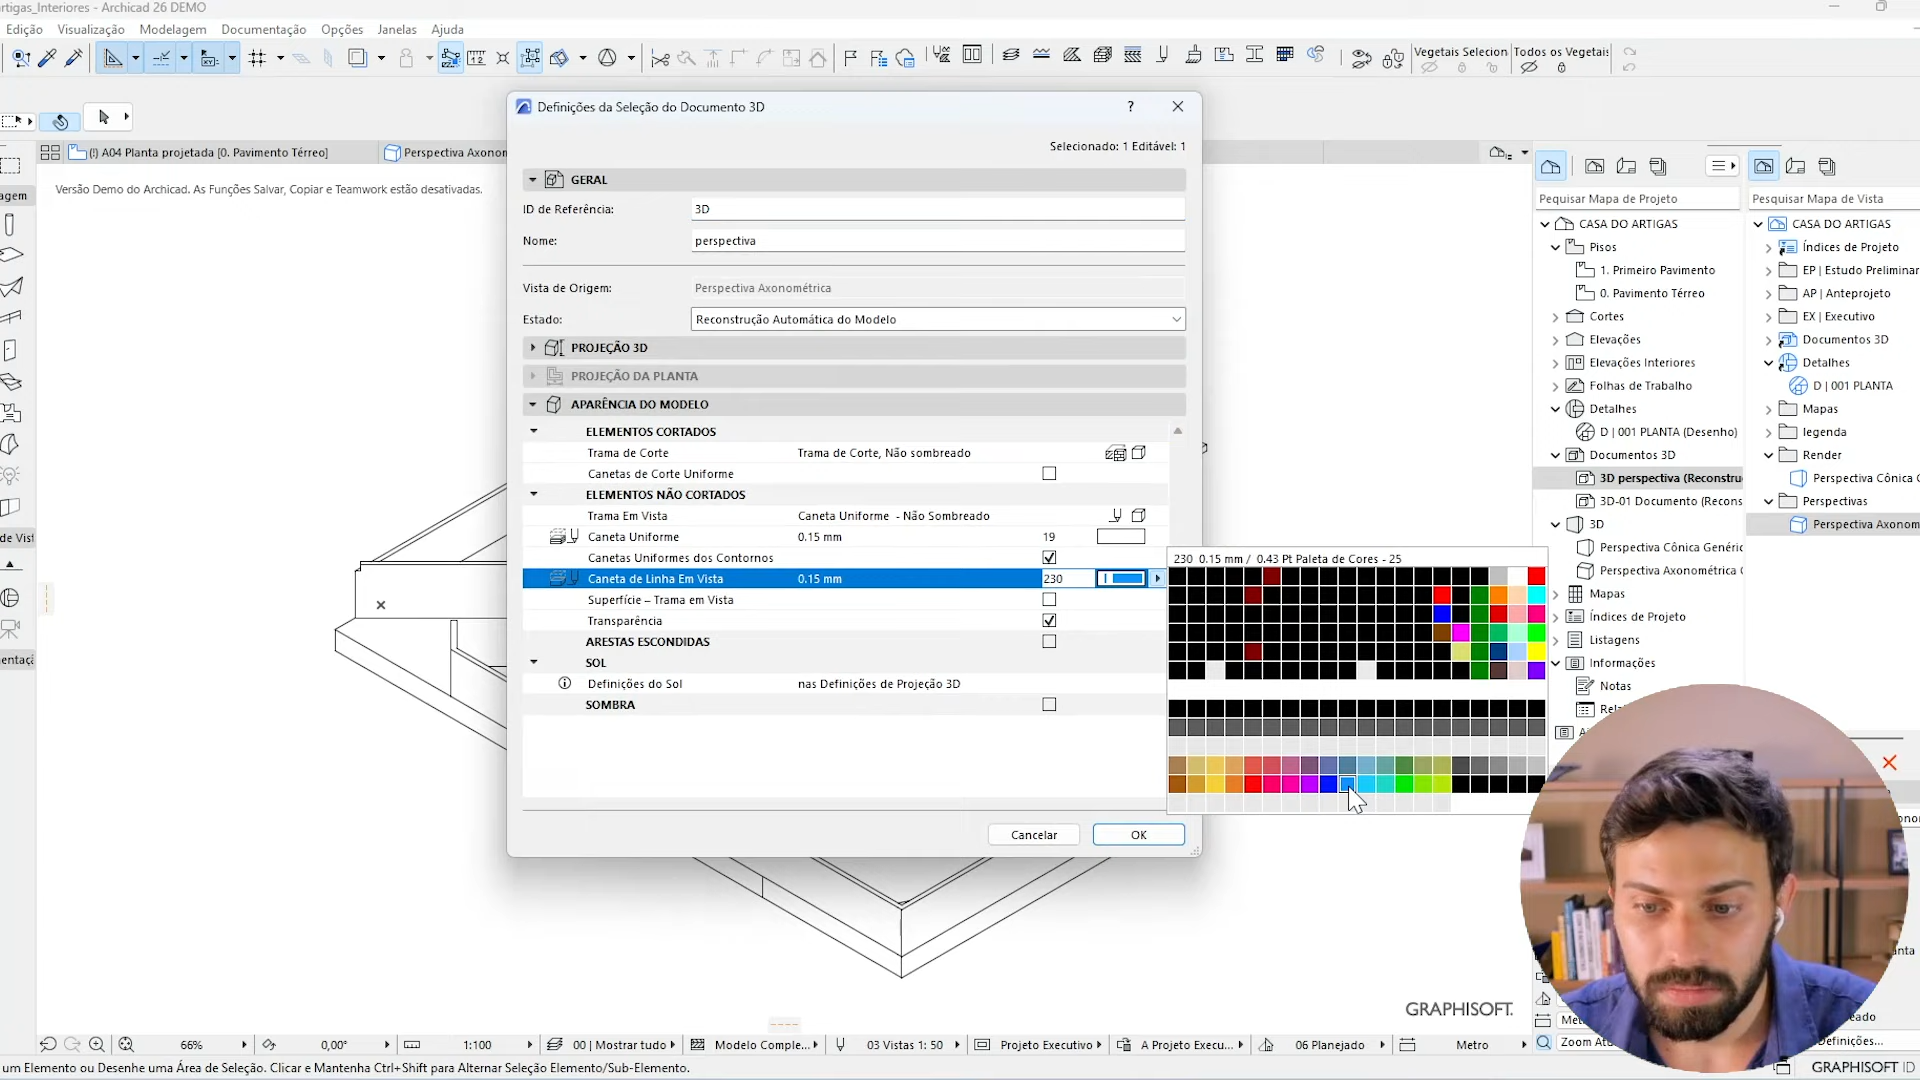 artigas_Interiores - Archicad 26 DEMO
Edição Visualização Modelagem Documentação Opções Janelas Ajuda
Vegetais Selecion Todos os Vegetais
(!) A04 Planta projetada [0. Pavimento Térreo]
Perspectiva Axonom
Versão Demo do Archicad. As Funções Salvar, Copiar e Teamwork estão desativadas.
agem
de Vist
entaçã
Definições da Seleção do Documento 3D
?
Selecionado: 1 Editável: 1
GERAL
ID de Referência: 3D
Nome: perspectiva
Vista de Origem: Perspectiva Axonométrica
Estado: Reconstrução Automática do Modelo
PROJEÇÃO 3D
PROJEÇÃO DA PLANTA
APARÊNCIA DO MODELO
ELEMENTOS CORTADOS
Trama de Corte Trama de Corte, Não sombreado
Canetas de Corte Uniforme
ELEMENTOS NÃO CORTADOS
Trama Em Vista Caneta Uniforme - Não Sombreado
Caneta Uniforme 0.15 mm 19
Canetas Uniformes dos Contornos
Caneta de Linha Em Vista 0.15 mm 230
Superfície – Trama em Vista
Transparência
ARESTAS ESCONDIDAS
SOL
Definições do Sol nas Definições de Projeção 3D
SOMBRA
Cancelar OK
230 0.15 mm / 0.43 Pt Paleta de Cores - 25
Pequisar Mapa de Projeto
CASA DO ARTIGAS
Pisos
1. Primeiro Pavimento
0. Pavimento Térreo
Cortes
Elevações
Elevações Interiores
Folhas de Trabalho
Detalhes
D | 001 PLANTA (Desenho)
Documentos 3D
3D perspectiva (Reconstru
3D-01 Documento (Recons
3D
Perspectiva Cônica Genéric
Perspectiva Axonométrica G
Mapas
Índices de Projeto
Listagens
Informações
Notas
Rela
Pesquisar Mapa de Vista
CASA DO ARTIGAS
Índices de Projeto
EP | Estudo Preliminar
AP | Anteprojeto
EX | Executivo
Documentos 3D
Detalhes
D | 001 PLANTA
Mapas
legenda
Render
Perspectiva Cônica G
Perspectivas
Perspectiva Axonom
GRAPHISOFT.
66% 0,00° 1:100 00 | Mostrar tudo Modelo Comple... 03 Vistas 1: 50 Projeto Executivo A Projeto Execu... 06 Planejado Metro
Zoom At
efinições...
um Elemento ou Desenhe uma Área de Seleção. Clicar e Mantenha Ctrl+Shift para Alternar Seleção Elemento/Sub-Elemento.
GRAPHISOFT ID